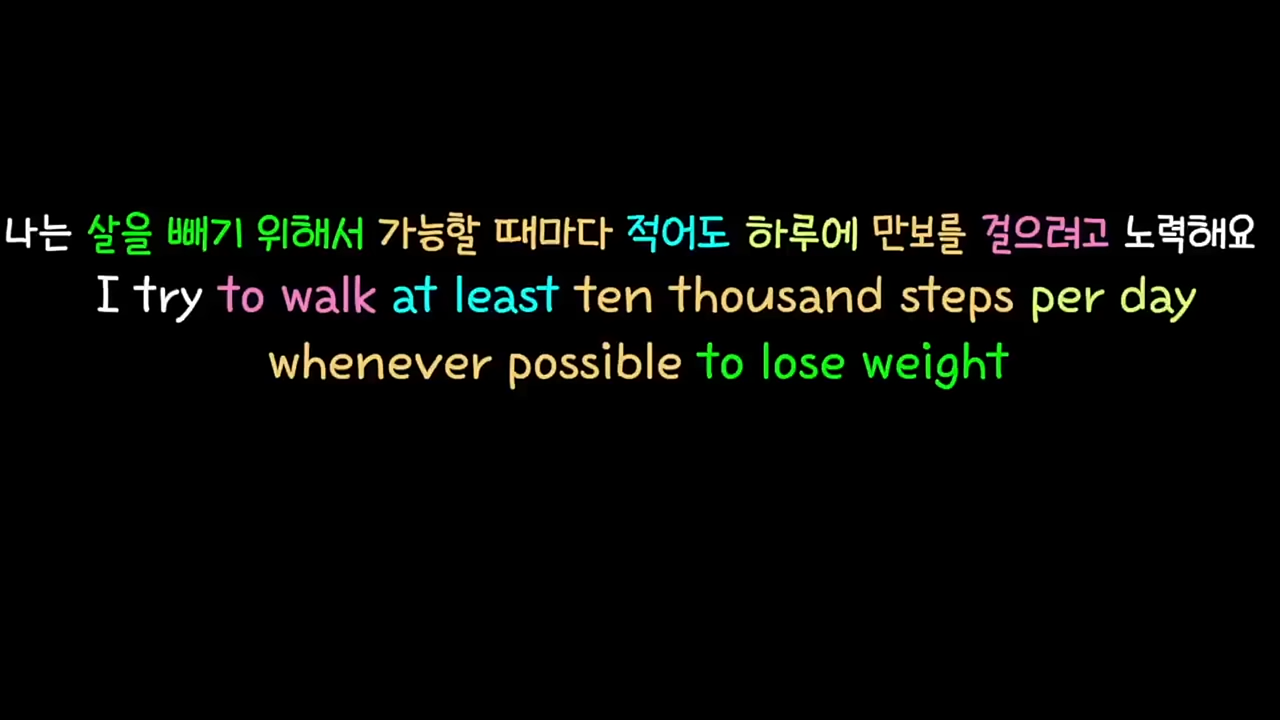 나는 살을 빼기 위해서 가능할 때마다 적어도 하루에 만보를 걸으려고 노력해요
I try to walk at least ten thousand steps per day
whenever possible to lose weight